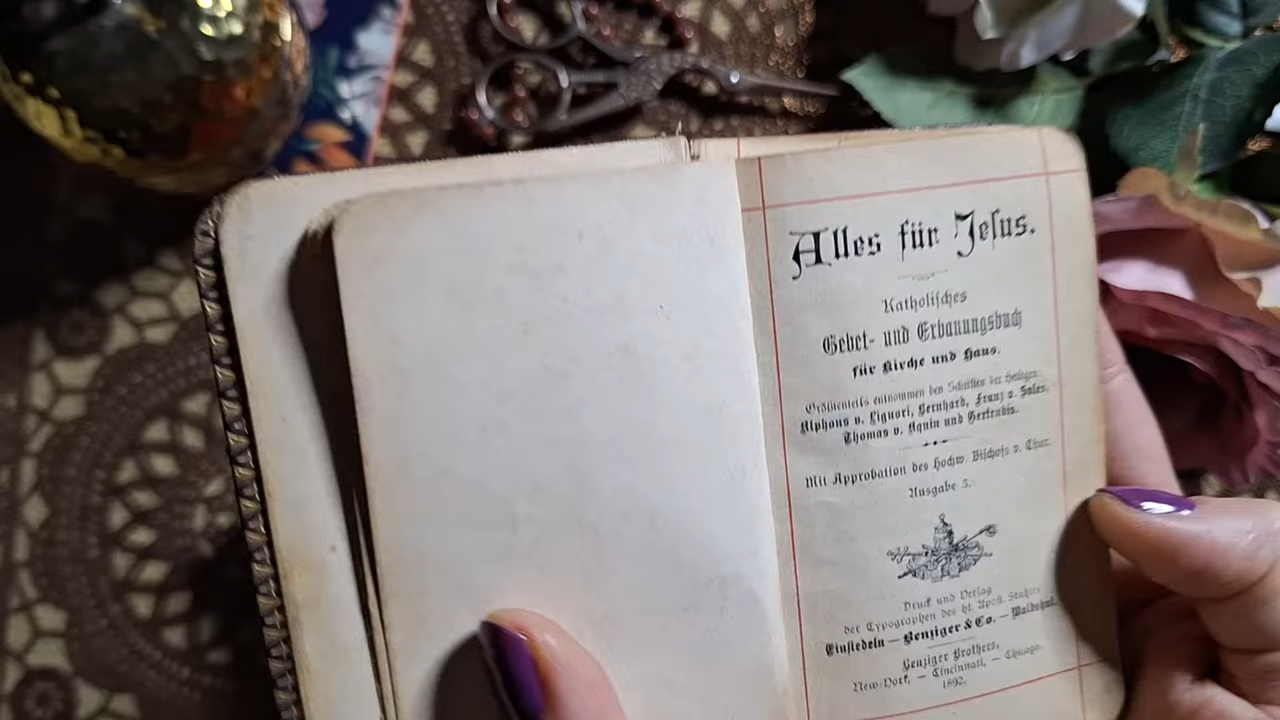 Alles für Jeſus.
Katholiſches
Gebet- und Erbauungsbuch
für Kirche und Haus.
Größtenteils entnommen den Schriften der Heiligen:
Alphons v. Liguori, Bernhard, Franz v. Sales,
Thomas v. Aquin und Gertrudis.
Mit Approbation des Hochw. Biſchofs v. Chur.
Ausgabe 3.
Druck und Verlag
der Typographen des hl. Apoſt. Stuhles
Einſiedeln — Benziger & Co. — Waldshut.
Benziger Brothers,
New-York, — Cincinnati, — Chicago.
1892.